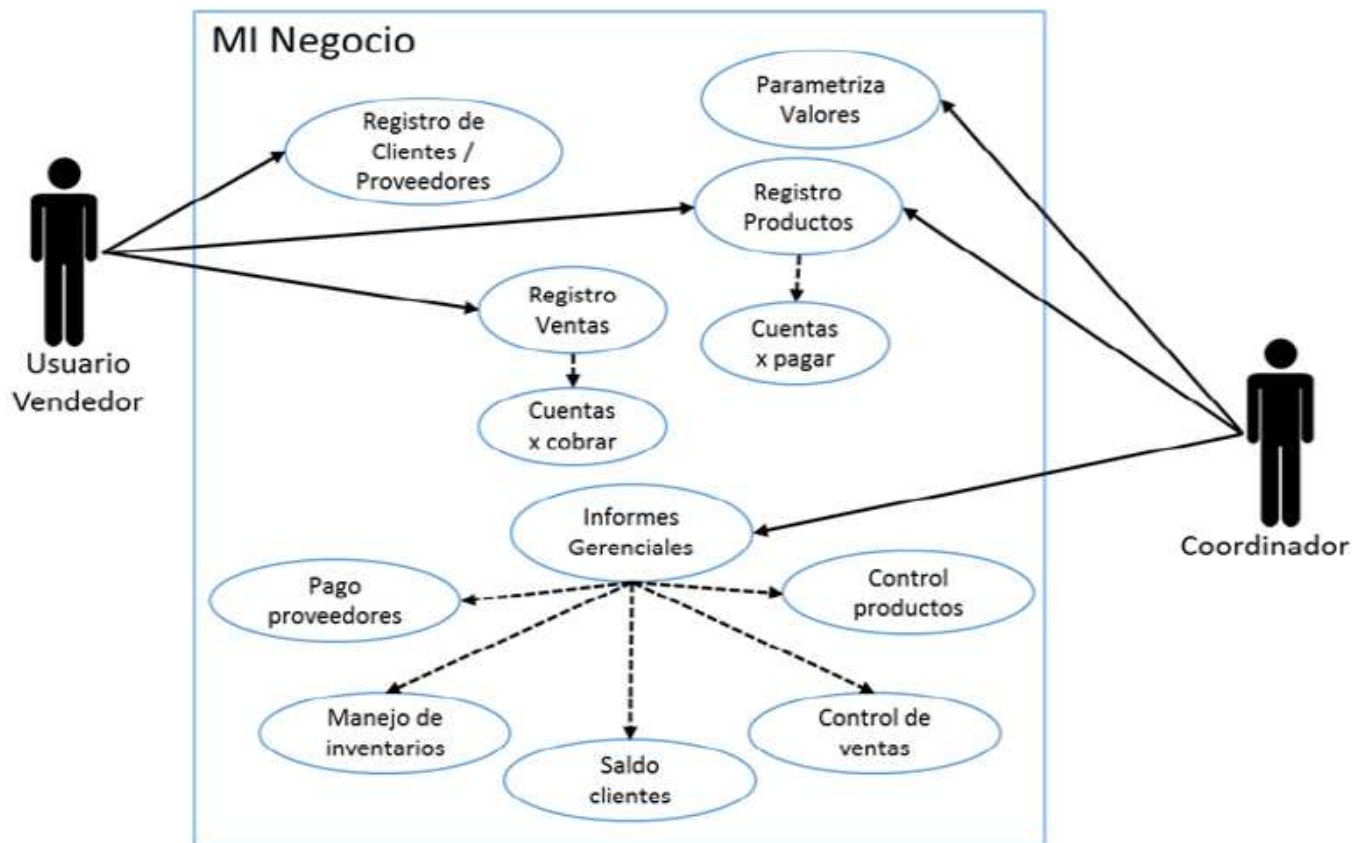 MI Negocio
Parametriza
Valores
Registro de
Clientes /
Proveedores
Registro
Productos
Registro
Ventas
Cuentas
x pagar
Usuario
Vendedor
Cuentas
x cobrar
Informes
Gerenciales
Coordinador
Pago
proveedores
Control
productos
Manejo de
inventarios
Saldo
clientes
Control de
ventas